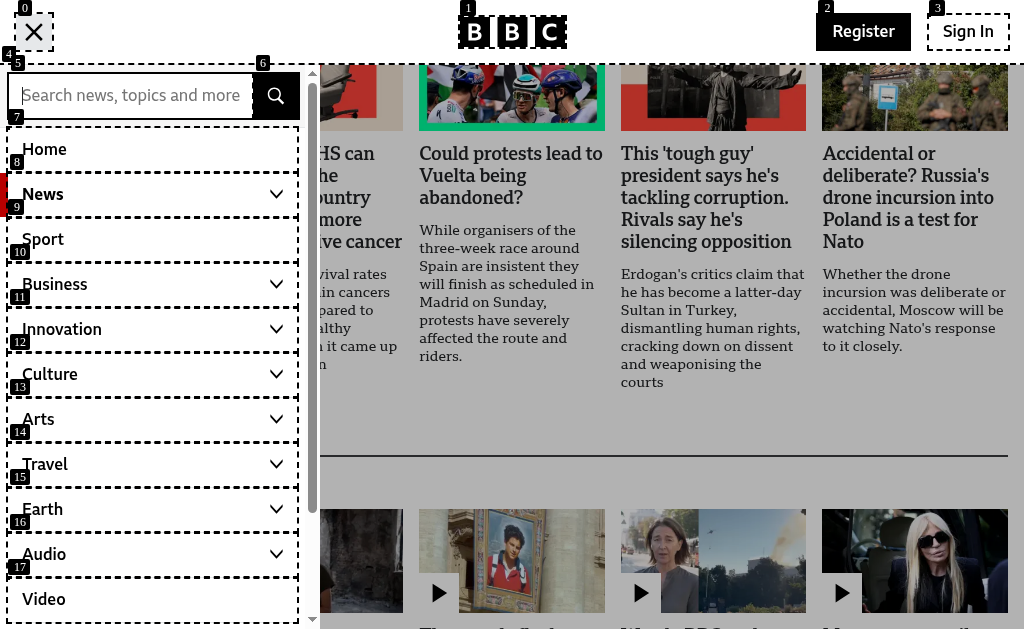 BBC
Register
Sign In
Search news, topics and more
Home
News
Sport
Business
Innovation
Culture
Arts
Travel
Earth
Audio
Video
0
1
2
3
4
5
6
7
8
9
10
11
12
13
14
15
16
17
HS can
he
ountry
more
ive cancer
vival rates
in cancers
pared to
althy
n it came up
n
Could protests lead to
Vuelta being
abandoned?
While organisers of the
three-week race around
Spain are insistent they
will finish as scheduled in
Madrid on Sunday,
protests have severely
affected the route and
riders.
This 'tough guy'
president says he's
tackling corruption.
Rivals say he's
silencing opposition
Erdogan's critics claim that
he has become a latter-day
Sultan in Turkey,
dismantling human rights,
cracking down on dissent
and weaponising the
courts
Accidental or
deliberate? Russia's
drone incursion into
Poland is a test for
Nato
Whether the drone
incursion was deliberate or
accidental, Moscow will be
watching Nato's response
to it closely.